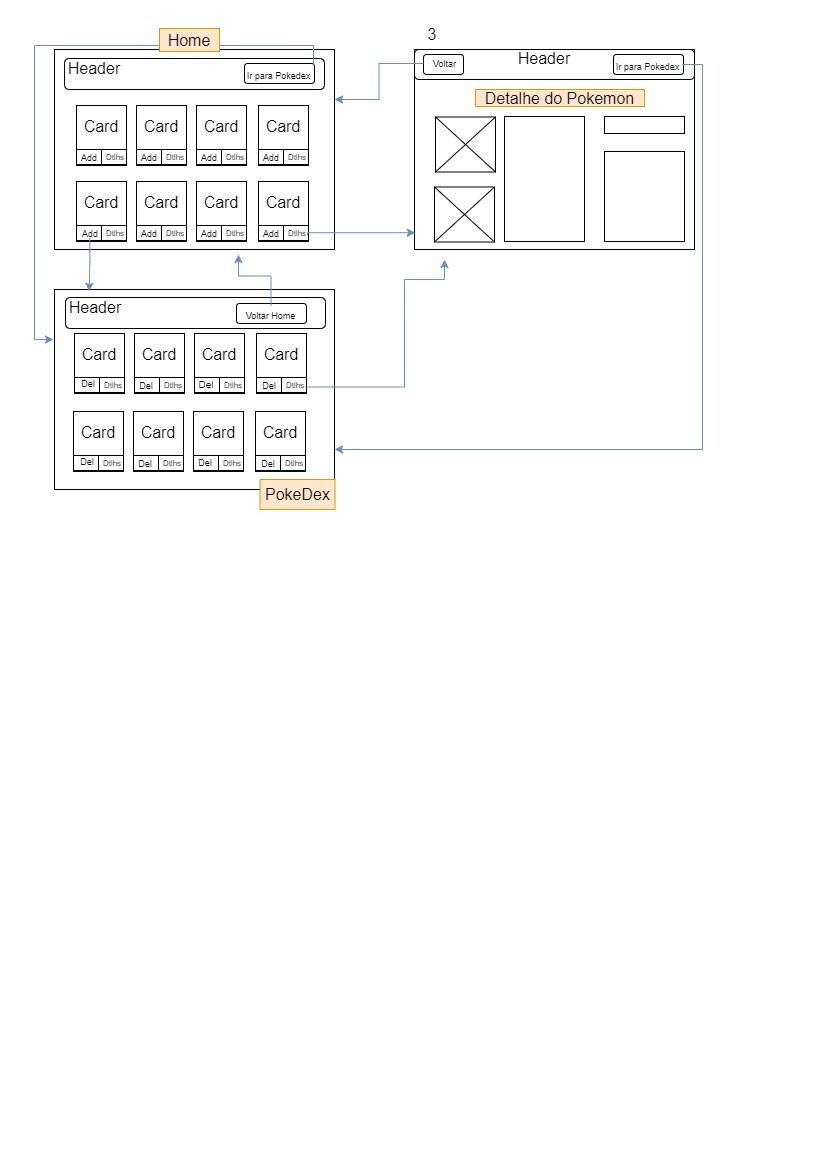 3
Home
Header
Ir para Pokedex
Card Card Card Card
Add Dtlhs Add Dtlhs Add Dtlhs Add Dtlhs
Card Card Card Card
Add Dtlhs Add Dtlhs Add Dtlhs Add Dtlhs
Voltar
Header
Ir para Pokedex
Detalhe do Pokemon
Header
Voltar Home
Card Card Card Card
Del Dtlhs Del Dtlhs Del Dtlhs Del Dtlhs
Card Card Card Card
Del Dtlhs Del Dtlhs Del Dtlhs Del Dtlhs
PokeDex